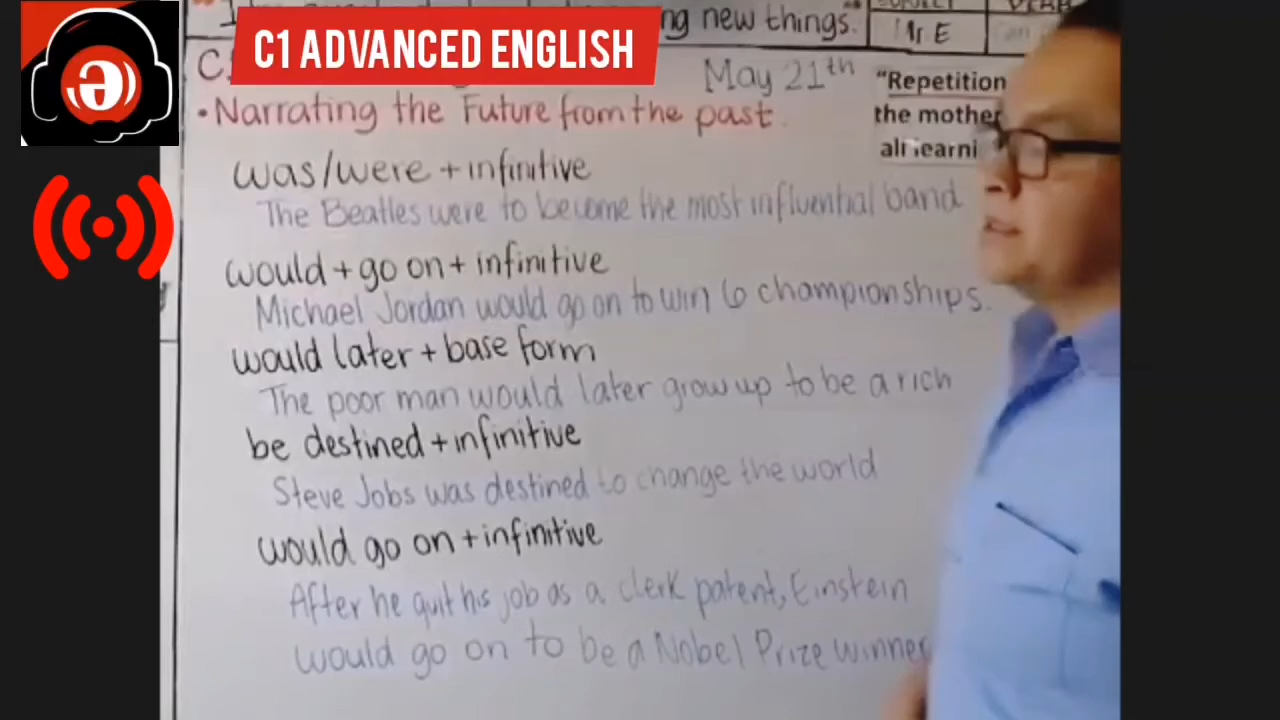 ng new things."
C1 ADVANCED ENGLISH
Mr E
C
May 21th
"Repetition
the mother
all learni
• Narrating the Future from the past.
was/were + infinitive
The Beatles were to become the most influential band
would + go on + infinitive
Michael Jordan would go on to win 6 championships.
would later + base form
The poor man would later grow up to be a rich
be destined + infinitive
Steve Jobs was destined to change the world
would go on + infinitive
After he quit his job as a clerk patent, Einstein
would go on to be a Nobel Prize winner